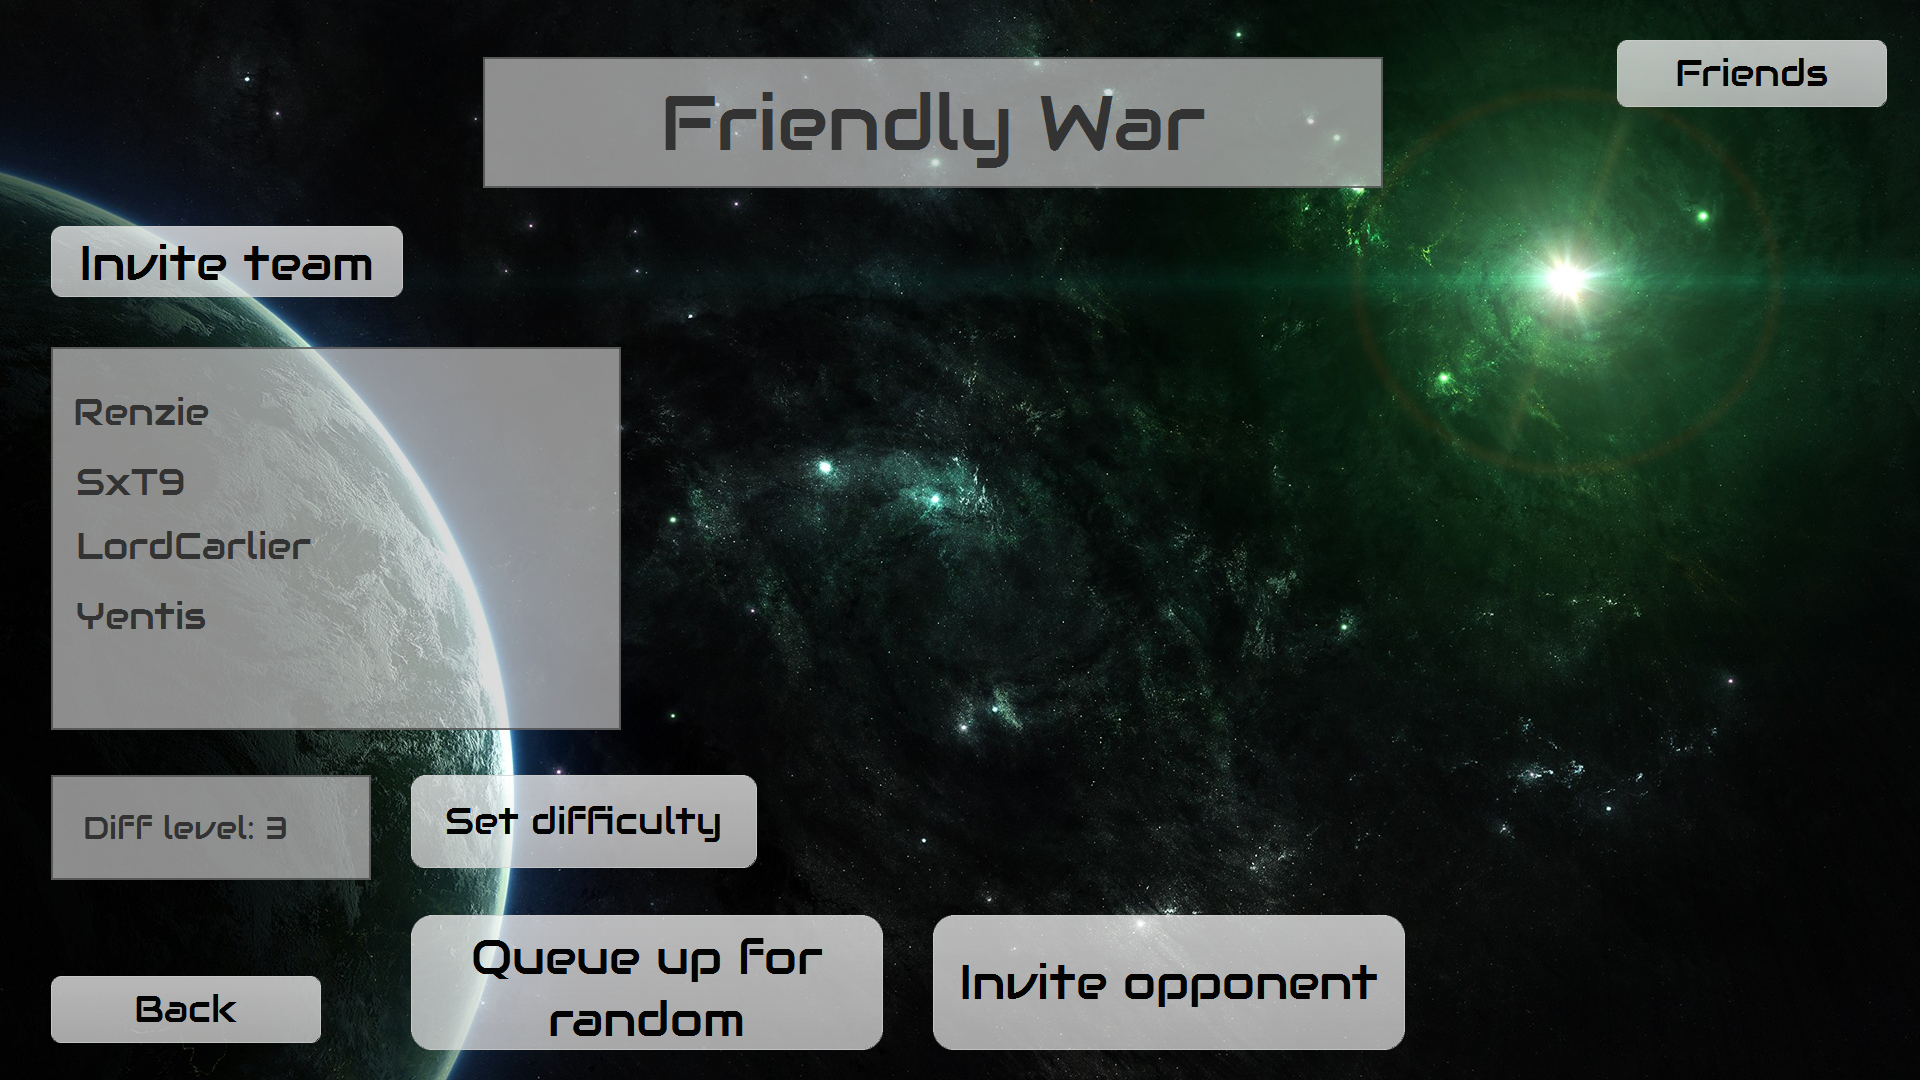 Friendly War
Friends
Invite team
Renzie
SxT9
LordCarlier
Yentis
Diff level: 3
Set difficulty
Queue up for
random
Invite opponent
Back